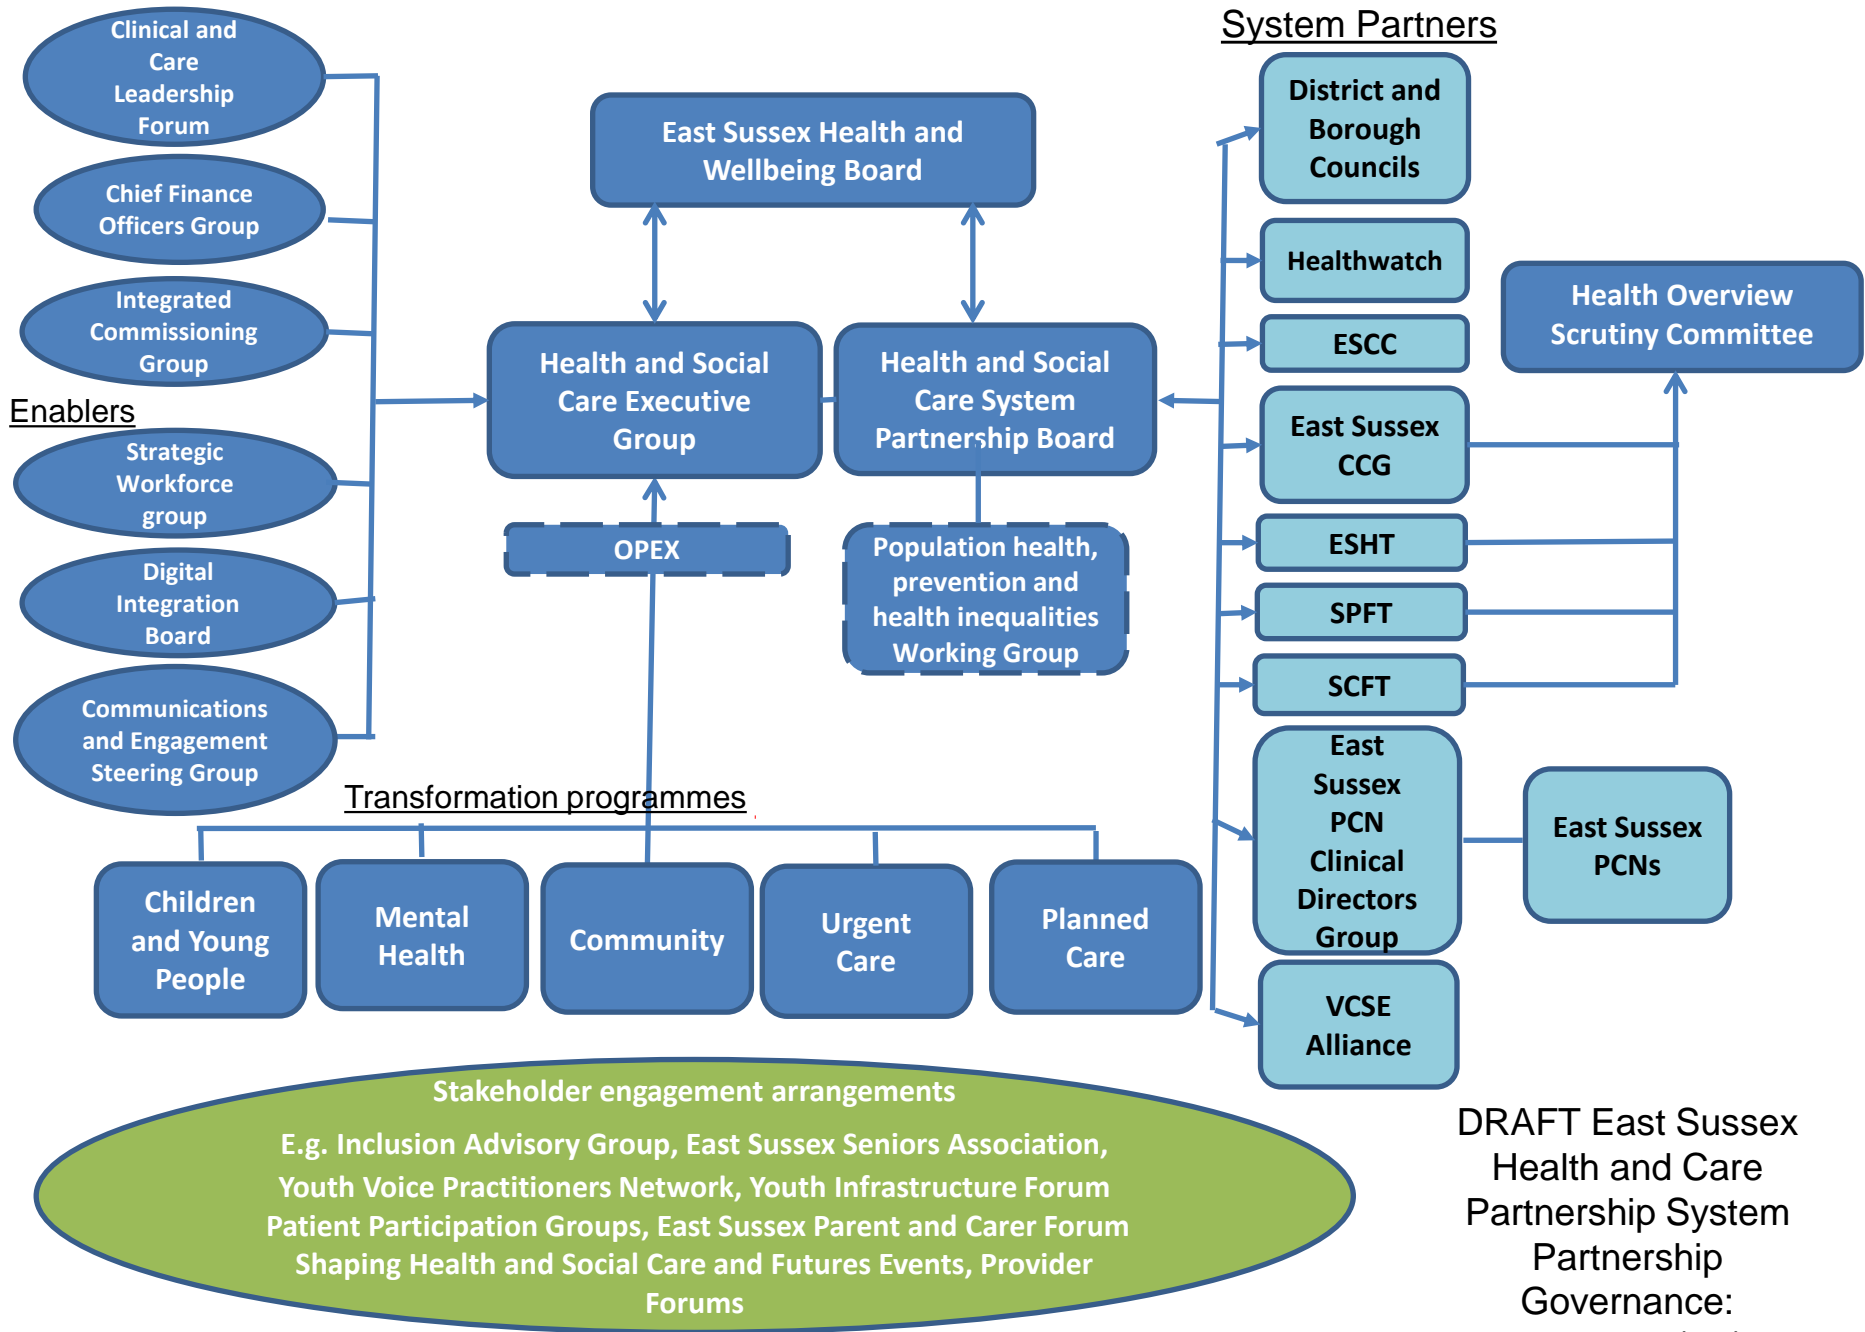 Clinical and
Care
Leadership
Forum
Chief Finance
Officers Group
Integrated
Commissioning
Group
Enablers
Strategic
Workforce
group
Digital
Integration
Board
Communications
and Engagement
Steering Group
East Sussex Health and
Wellbeing Board
Health and Social
Care Executive
Group
Health and Social
Care System
Partnership Board
OPEX
Population health,
prevention and
health inequalities
Working Group
System Partners
District and
Borough
Councils
Healthwatch
ESCC
East Sussex
CCG
ESHT
SPFT
SCFT
East
Sussex
PCN
Clinical
Directors
Group
VCSE
Alliance
Health Overview
Scrutiny Committee
East Sussex
PCNs
Transformation programmes
Children
and Young
People
Mental
Health
Community
Urgent
Care
Planned
Care
Stakeholder engagement arrangements
E.g. Inclusion Advisory Group, East Sussex Seniors Association,
Youth Voice Practitioners Network, Youth Infrastructure Forum
Patient Participation Groups, East Sussex Parent and Carer Forum
Shaping Health and Social Care and Futures Events, Provider
Forums
DRAFT East Sussex
Health and Care
Partnership System
Partnership
Governance: